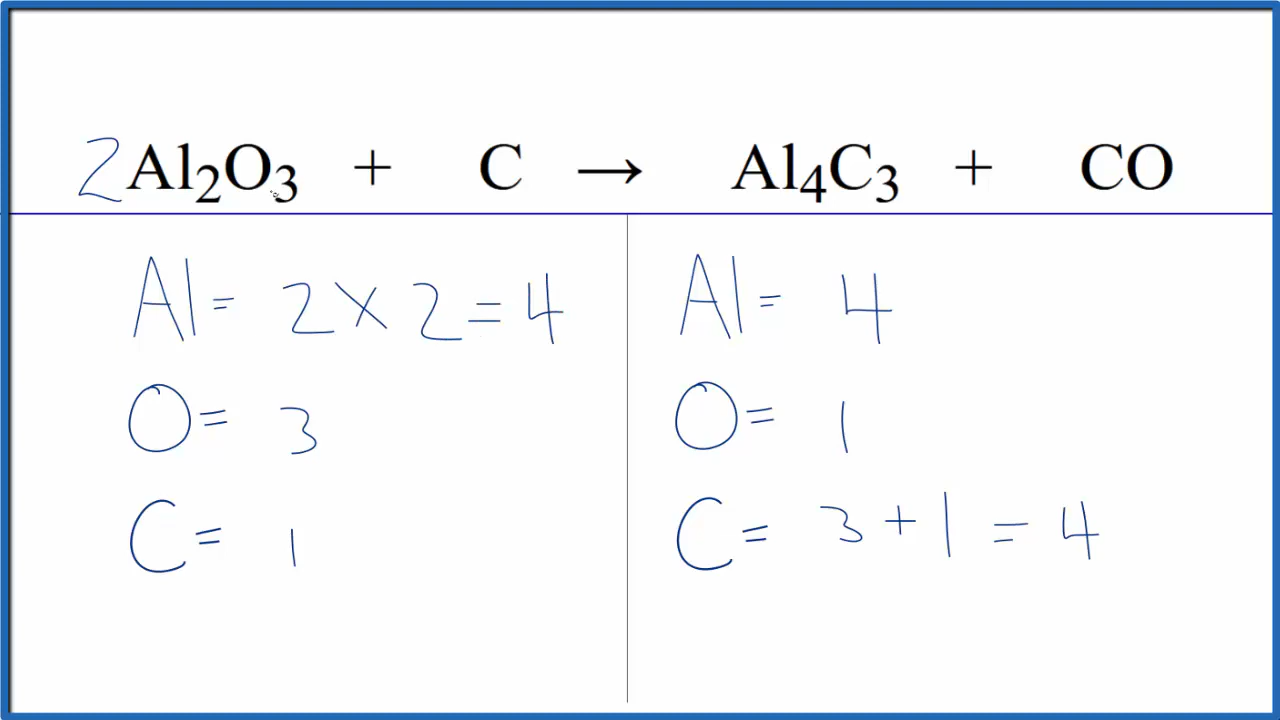 2Al₂O₃ + C → Al₄C₃ + CO
Al = 2 × 2 = 4
O = 3
C = 1
Al = 4
O = 1
C = 3 + 1 = 4